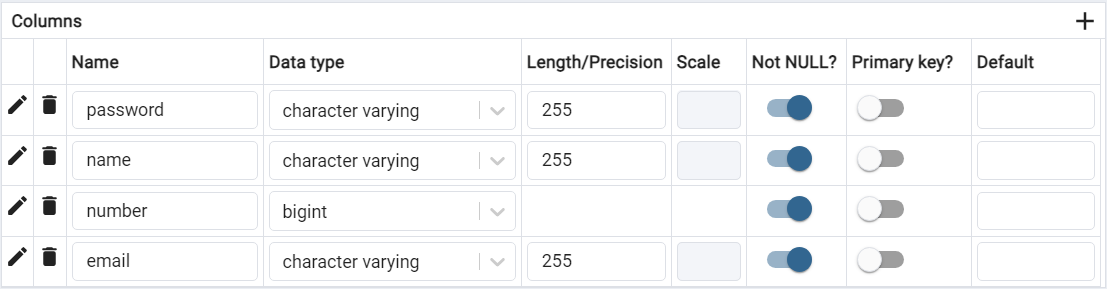 Columns
Name Data type Length/Precision Scale Not NULL? Primary key? Default
password character varying 255
name character varying 255
number bigint
email character varying 255